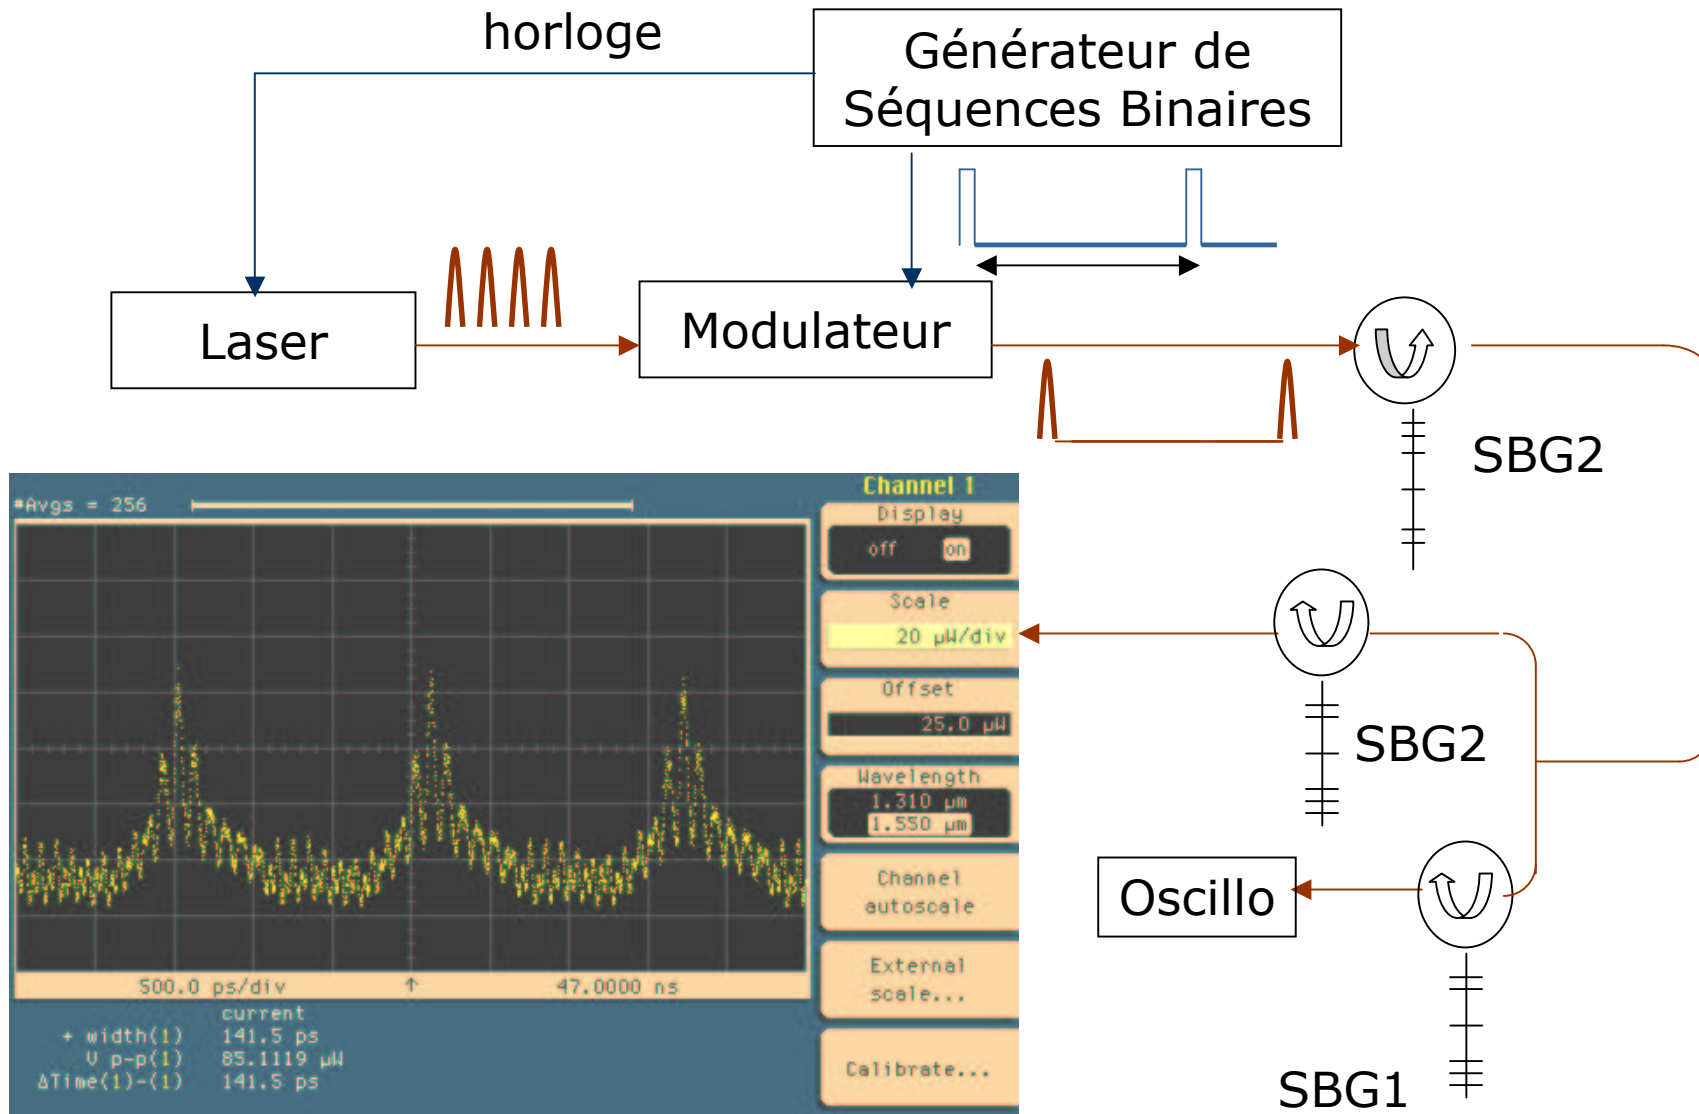 horloge
Générateur de
Séquences Binaires
Laser
Modulateur
SBG2
#Avgs = 256
Channel 1
Display
off on
Scale
20 µW/div
Offset
25.0 µW
Wavelength
1.310 µm
1.550 µm
Channel
autoscale
External
scale...
Calibrate...
500.0 ps/div ↑ 47.0000 ns
current
+ width(1) 141.5 ps
V p-p(1) 85.1119 µW
ΔTime(1)-(1) 141.5 ps
SBG2
Oscillo
SBG1